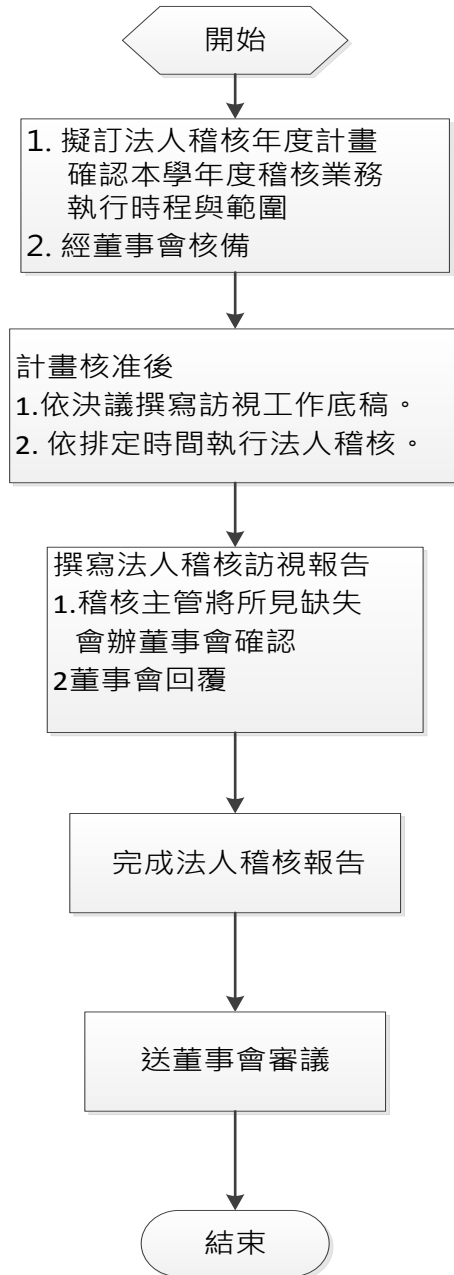 開始
1. 擬訂法人稽核年度計畫
確認本學年度稽核業務
執行時程與範圍
2. 經董事會核備
計畫核准後
1.依決議撰寫訪視工作底稿。
2. 依排定時間執行法人稽核。
撰寫法人稽核訪視報告
1.稽核主管將所見缺失
會辦董事會確認
2董事會回覆
完成法人稽核報告
送董事會審議
結束